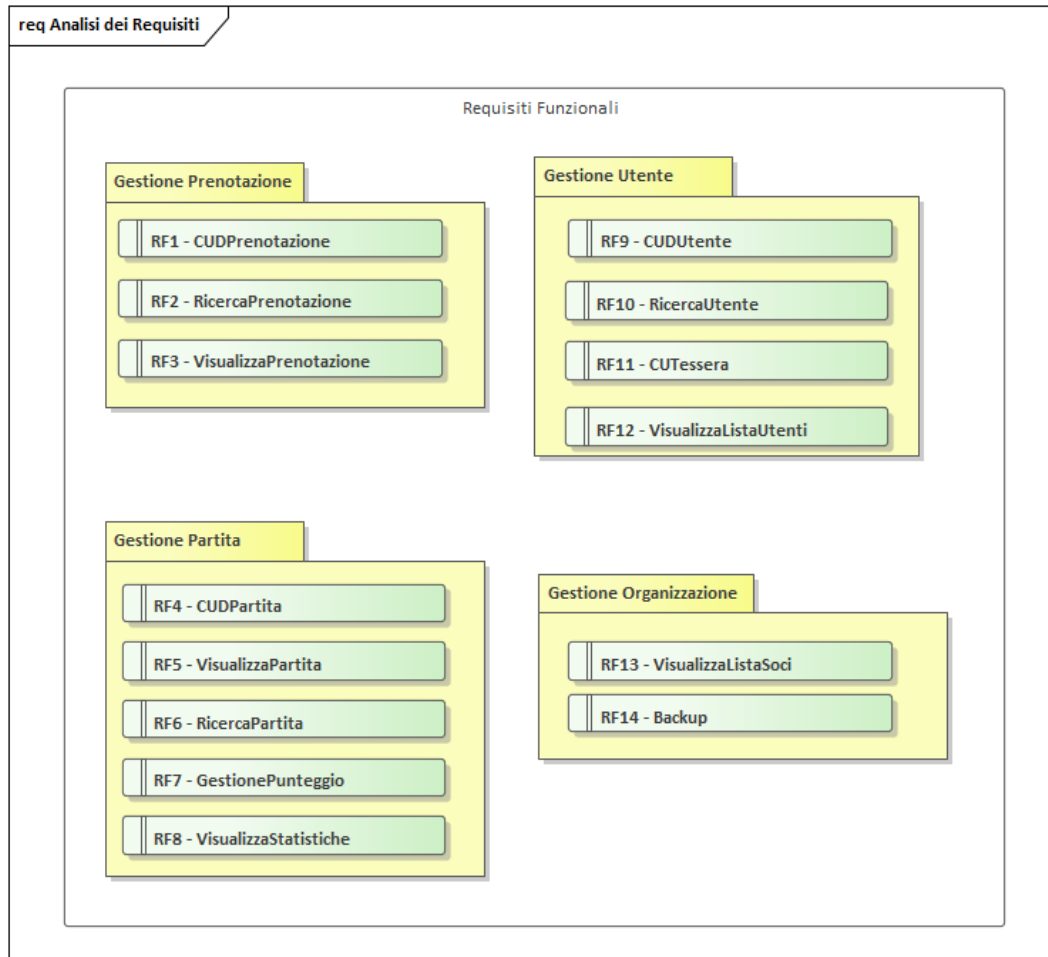 req Analisi dei Requisiti
Requisiti Funzionali
Gestione Prenotazione
RF1 - CUDPrenotazione
RF2 - RicercaPrenotazione
RF3 - VisualizzaPrenotazione
Gestione Utente
RF9 - CUDUtente
RF10 - RicercaUtente
RF11 - CUTessera
RF12 - VisualizzaListaUtenti
Gestione Partita
RF4 - CUDPartita
RF5 - VisualizzaPartita
RF6 - RicercaPartita
RF7 - GestionePunteggio
RF8 - VisualizzaStatistiche
Gestione Organizzazione
RF13 - VisualizzaListaSoci
RF14 - Backup